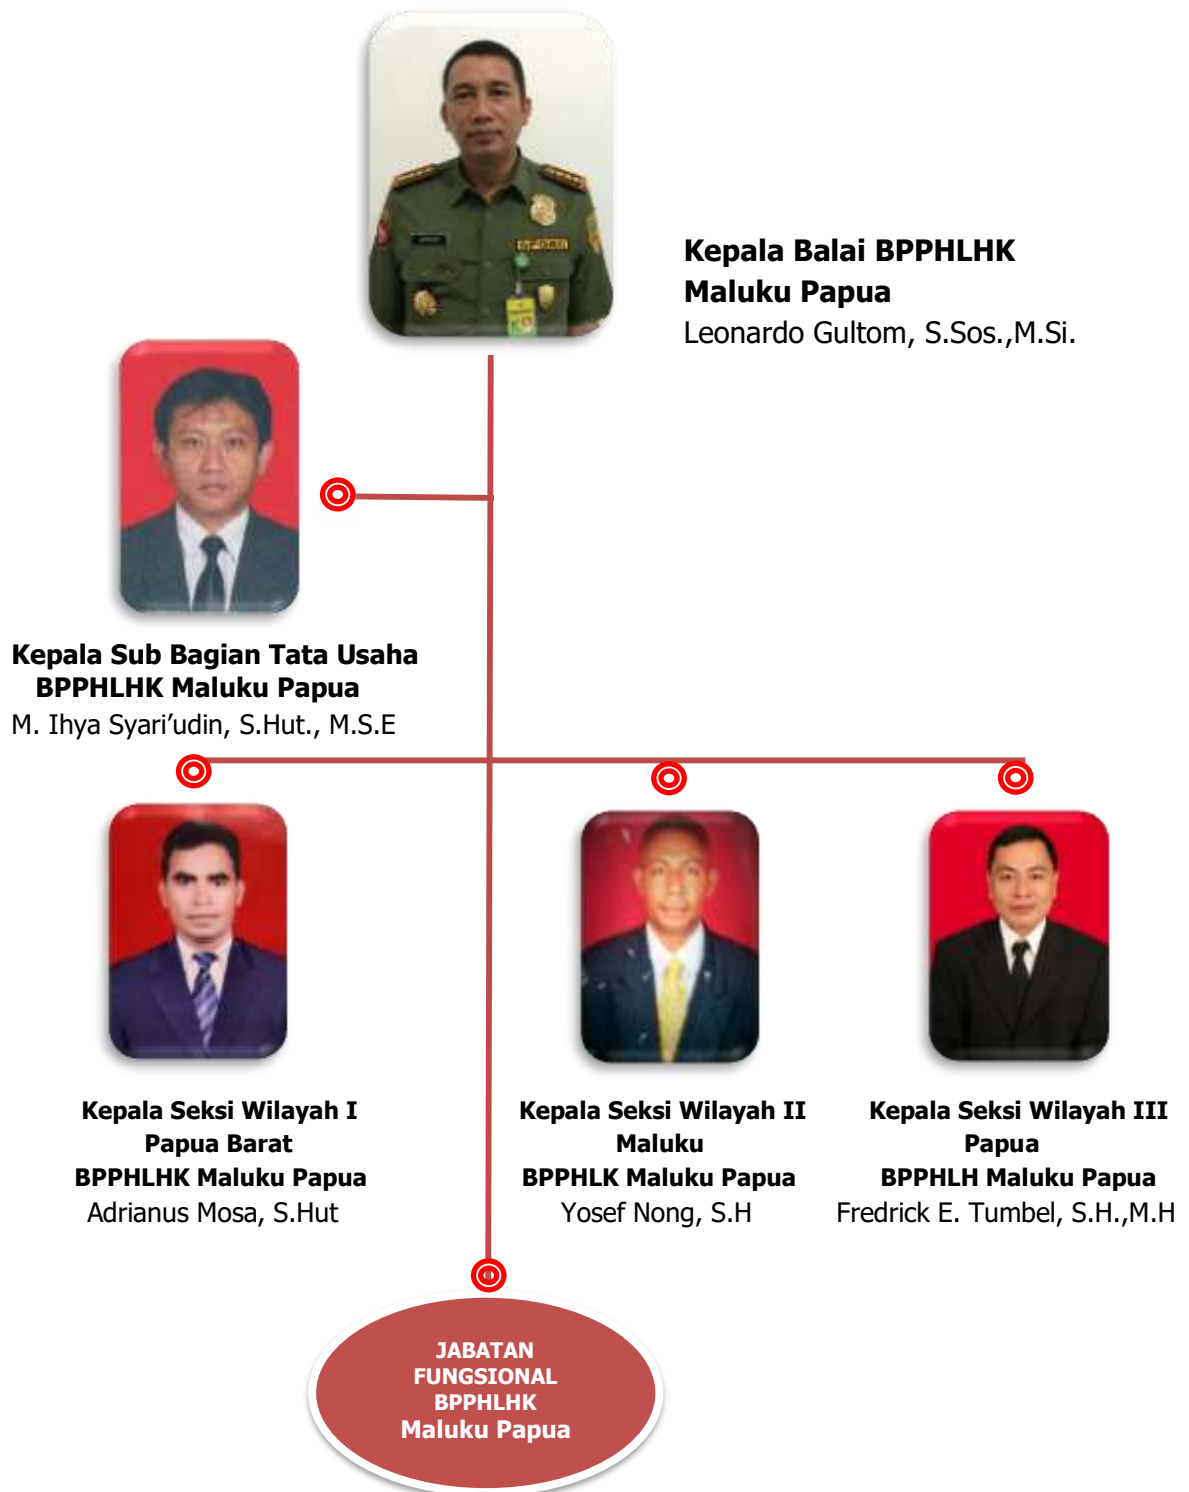 Kepala Balai BPPHLHK
Maluku Papua
Leonardo Gultom, S.Sos.,M.Si.
Kepala Sub Bagian Tata Usaha
BPPHLHK Maluku Papua
M. Ihya Syari’udin, S.Hut., M.S.E
Kepala Seksi Wilayah I
Papua Barat
BPPHLHK Maluku Papua
Adrianus Mosa, S.Hut
Kepala Seksi Wilayah II
Maluku
BPPHLK Maluku Papua
Yosef Nong, S.H
Kepala Seksi Wilayah III
Papua
BPPHLH Maluku Papua
Fredrick E. Tumbel, S.H.,M.H
JABATAN
FUNGSIONAL
BPPHLHK
Maluku Papua